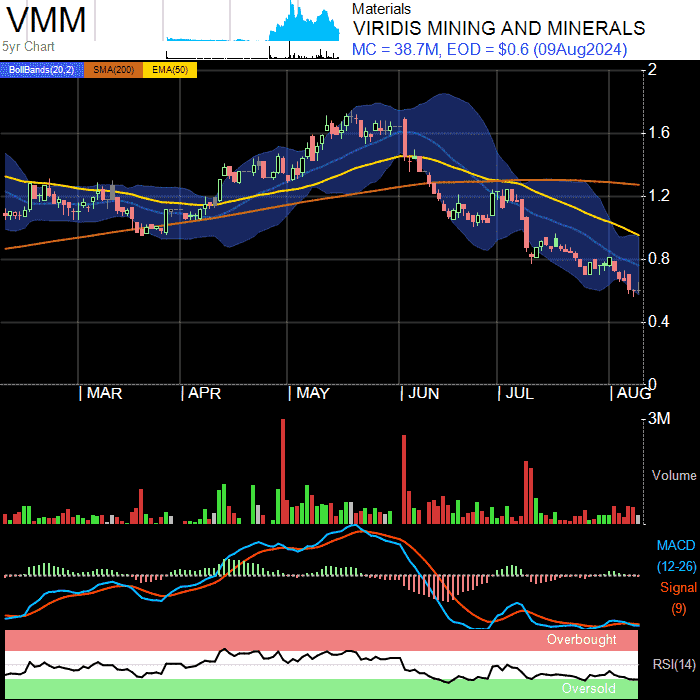 VMM
5yr Chart
Materials
VIRIDIS MINING AND MINERALS
MC = 38.7M, EOD = $0.6 (09Aug2024)
BollBands(20,2) SMA(200) EMA(50)
2
1.6
1.2
0.8
0.4
0
| MAR | APR | MAY | JUN | JUL | AUG
3M
Volume
MACD
(12-26)
Signal
(9)
Overbought
RSI(14)
Oversold